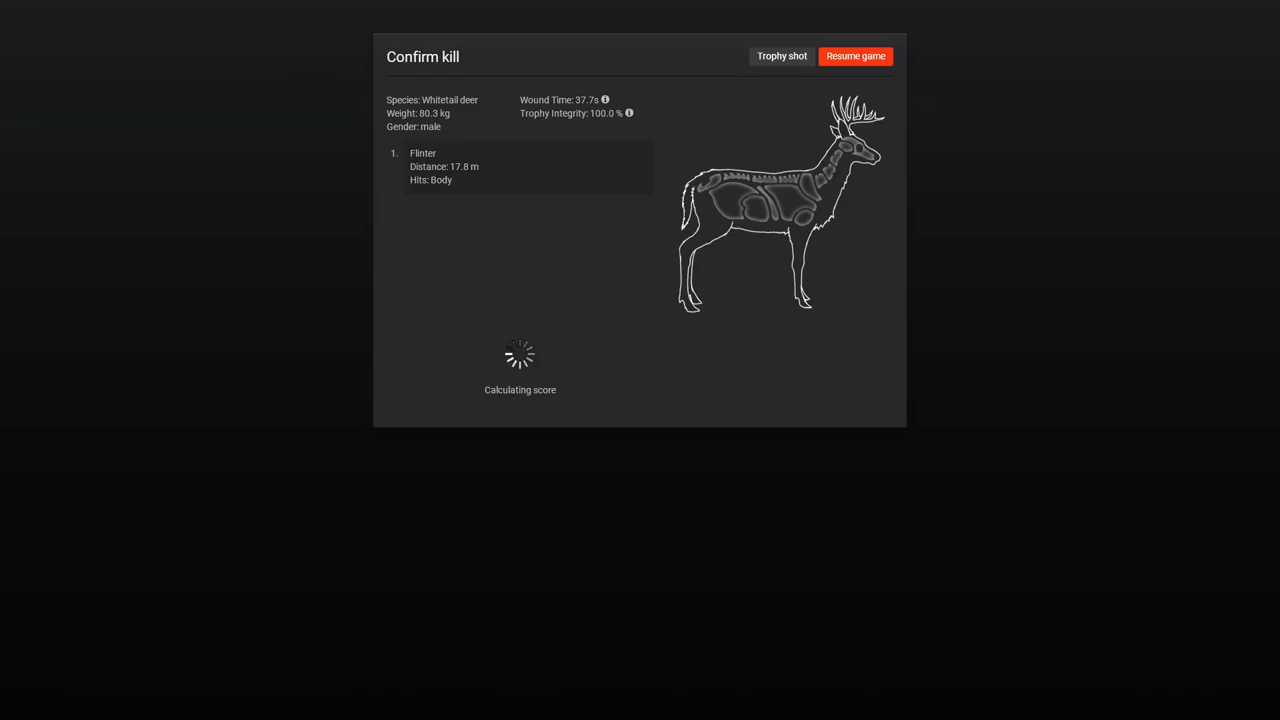 Confirm kill
Trophy shot
Resume game
Species: Whitetail deer
Weight: 80.3 kg
Gender: male
Wound Time: 37.7s
Trophy Integrity: 100.0 %
1.
Flinter
Distance: 17.8 m
Hits: Body
Calculating score